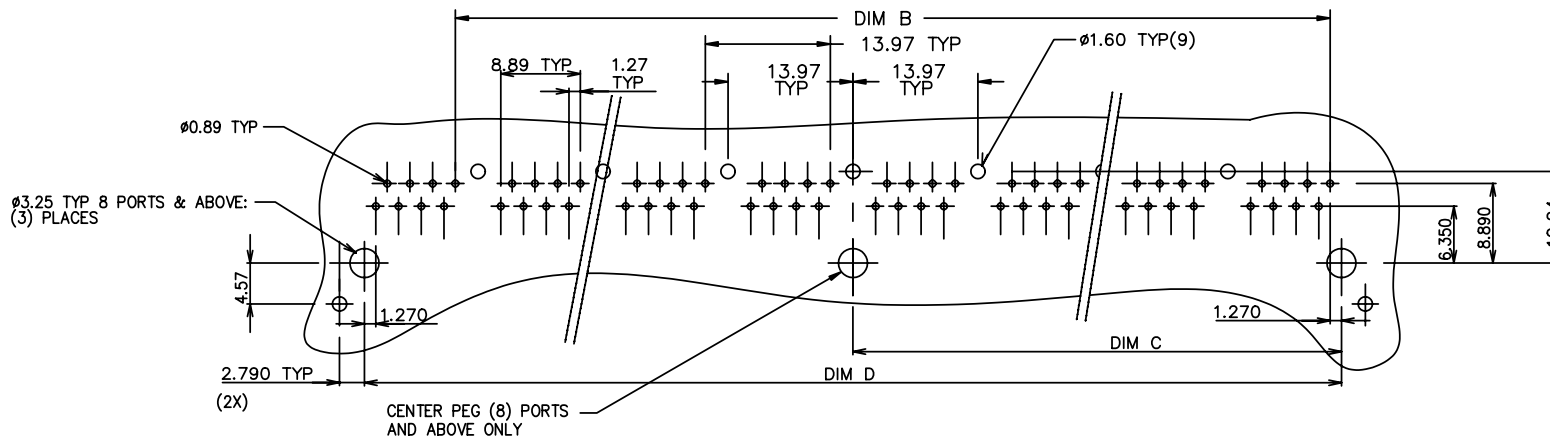 DIM B
13.97 TYP
ø1.60 TYP(9)
8.89 TYP
1.27
TYP
13.97
TYP
13.97
TYP
ø0.89 TYP
ø3.25 TYP 8 PORTS & ABOVE:
(3) PLACES
4.57
6.350
8.890
1.270
1.270
DIM C
2.790 TYP
(2X)
DIM D
CENTER PEG (8) PORTS
AND ABOVE ONLY